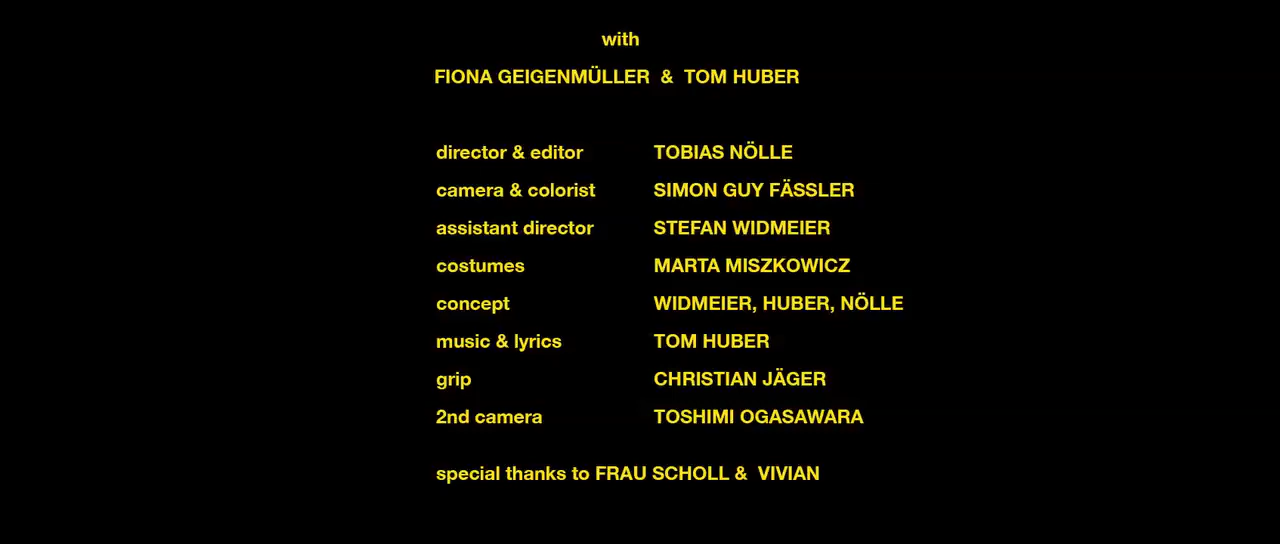 with
FIONA GEIGENMÜLLER & TOM HUBER
director & editor TOBIAS NÖLLE
camera & colorist SIMON GUY FÄSSLER
assistant director STEFAN WIDMEIER
costumes MARTA MISZKOWICZ
concept WIDMEIER, HUBER, NÖLLE
music & lyrics TOM HUBER
grip CHRISTIAN JÄGER
2nd camera TOSHIMI OGASAWARA
special thanks to FRAU SCHOLL & VIVIAN